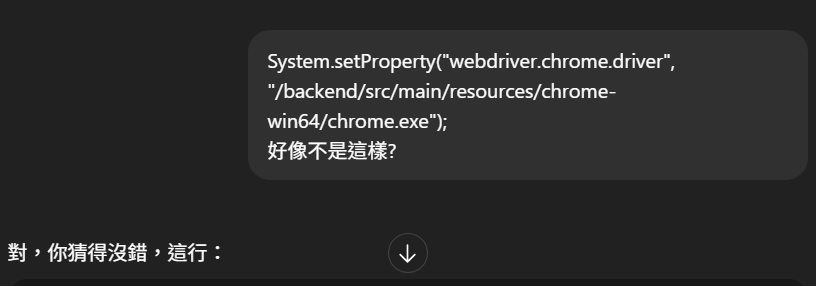 System.setProperty("webdriver.chrome.driver",
"/backend/src/main/resources/chrome-
win64/chrome.exe");
好像不是這樣?
對，你猜得沒錯，這行：